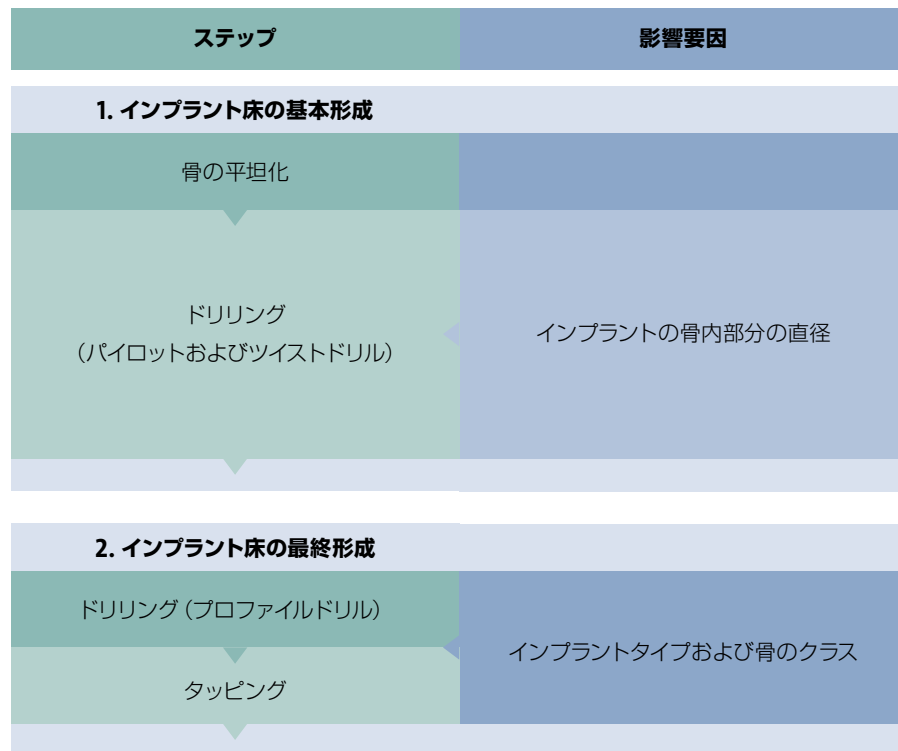 ステップ
影響要因
1. インプラント床の基本形成
骨の平坦化
ドリリング
（パイロットおよびツイストドリル）
インプラントの骨内部分の直径
2. インプラント床の最終形成
ドリリング（プロファイルドリル）
インプラントタイプおよび骨のクラス
タッピング